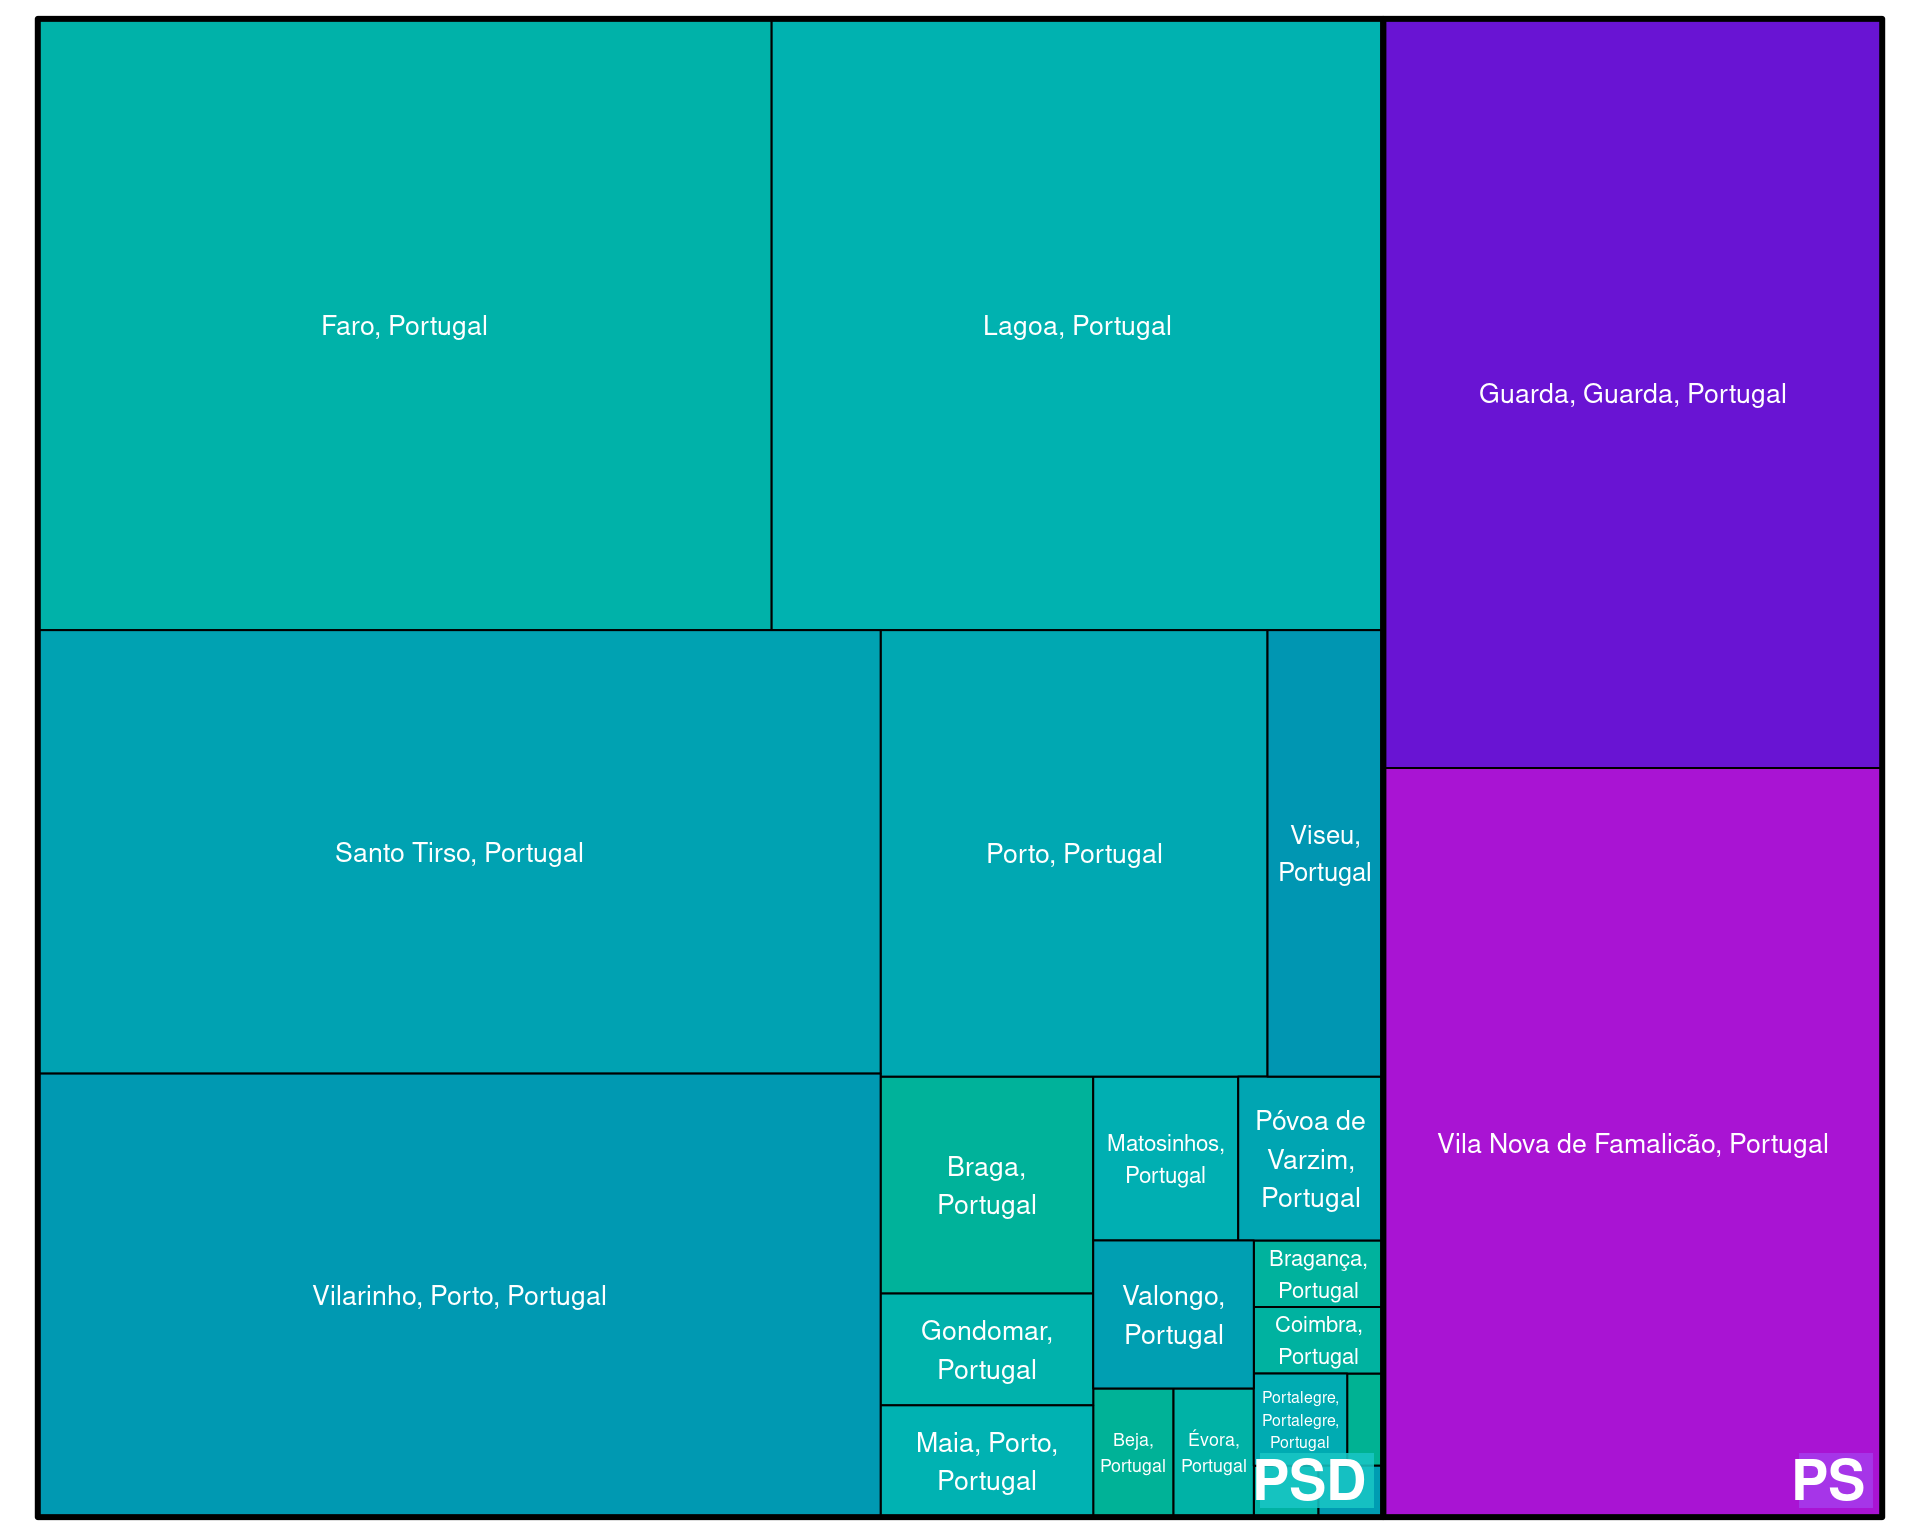 Faro, Portugal
Lagoa, Portugal
Guarda, Guarda, Portugal
Santo Tirso, Portugal
Porto, Portugal
Viseu,
Portugal
Vilarinho, Porto, Portugal
Braga,
Portugal
Matosinhos,
Portugal
Póvoa de
Varzim,
Portugal
Vila Nova de Famalicão, Portugal
Gondomar,
Portugal
Valongo,
Portugal
Bragança,
Portugal
Coimbra,
Portugal
Maia, Porto,
Portugal
Beja,
Portugal
Évora,
Portugal
Portalegre,
Portalegre,
Portugal
PSD
PS